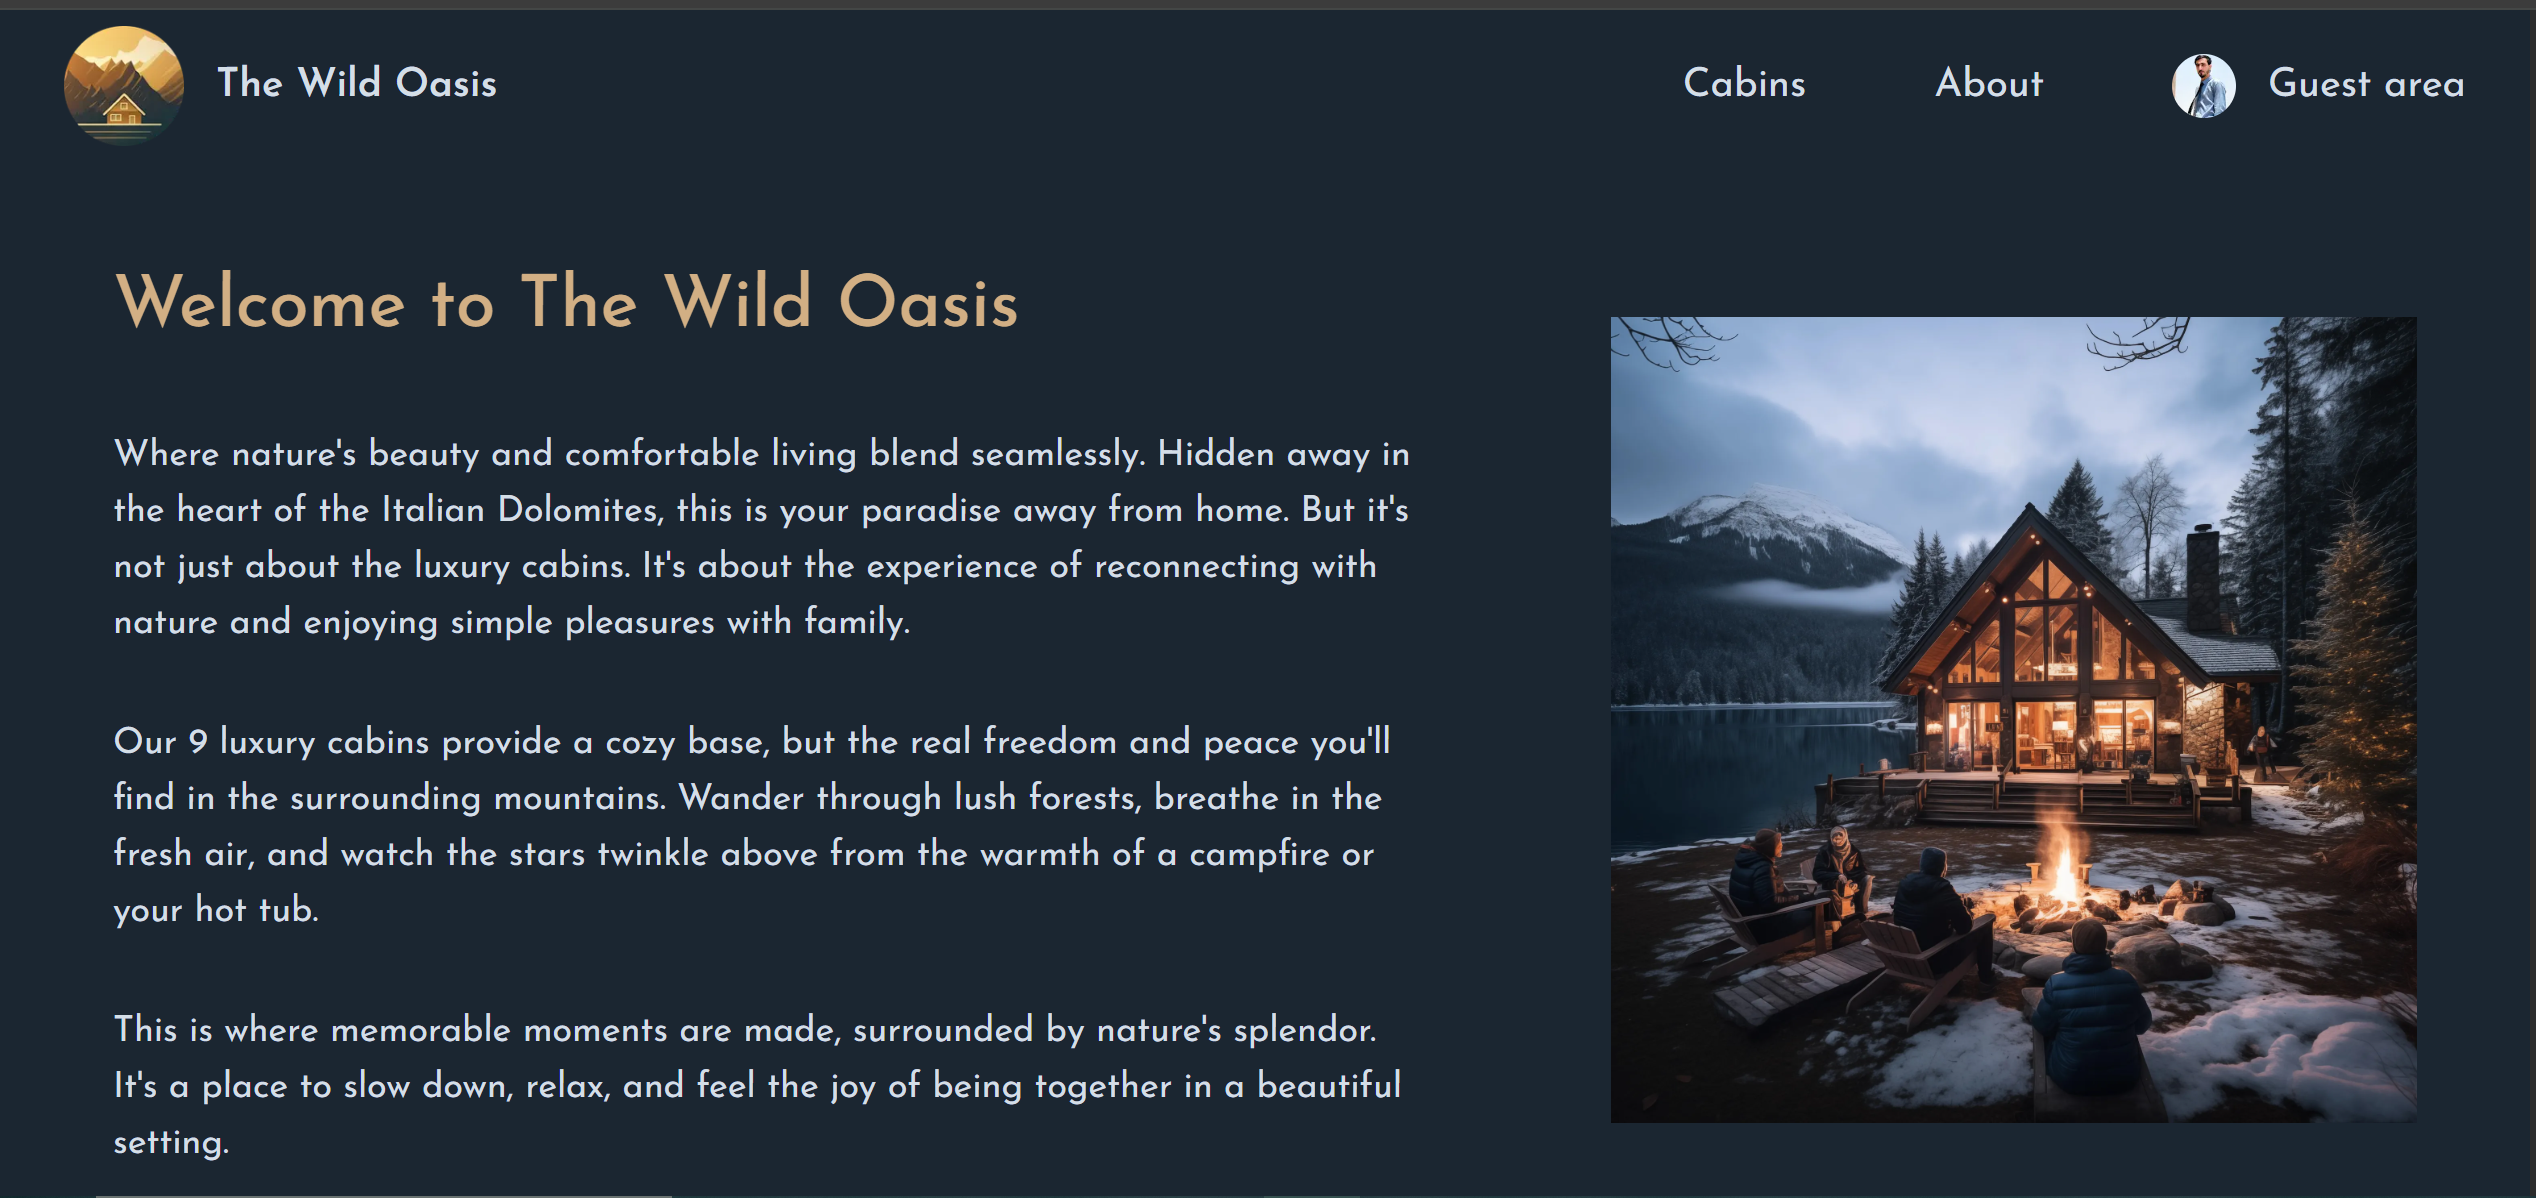 The Wild Oasis
Cabins
About
Guest area
Welcome to The Wild Oasis
Where nature's beauty and comfortable living blend seamlessly. Hidden away in
the heart of the Italian Dolomites, this is your paradise away from home. But it's
not just about the luxury cabins. It's about the experience of reconnecting with
nature and enjoying simple pleasures with family.
Our 9 luxury cabins provide a cozy base, but the real freedom and peace you'll
find in the surrounding mountains. Wander through lush forests, breathe in the
fresh air, and watch the stars twinkle above from the warmth of a campfire or
your hot tub.
This is where memorable moments are made, surrounded by nature's splendor.
It's a place to slow down, relax, and feel the joy of being together in a beautiful
setting.